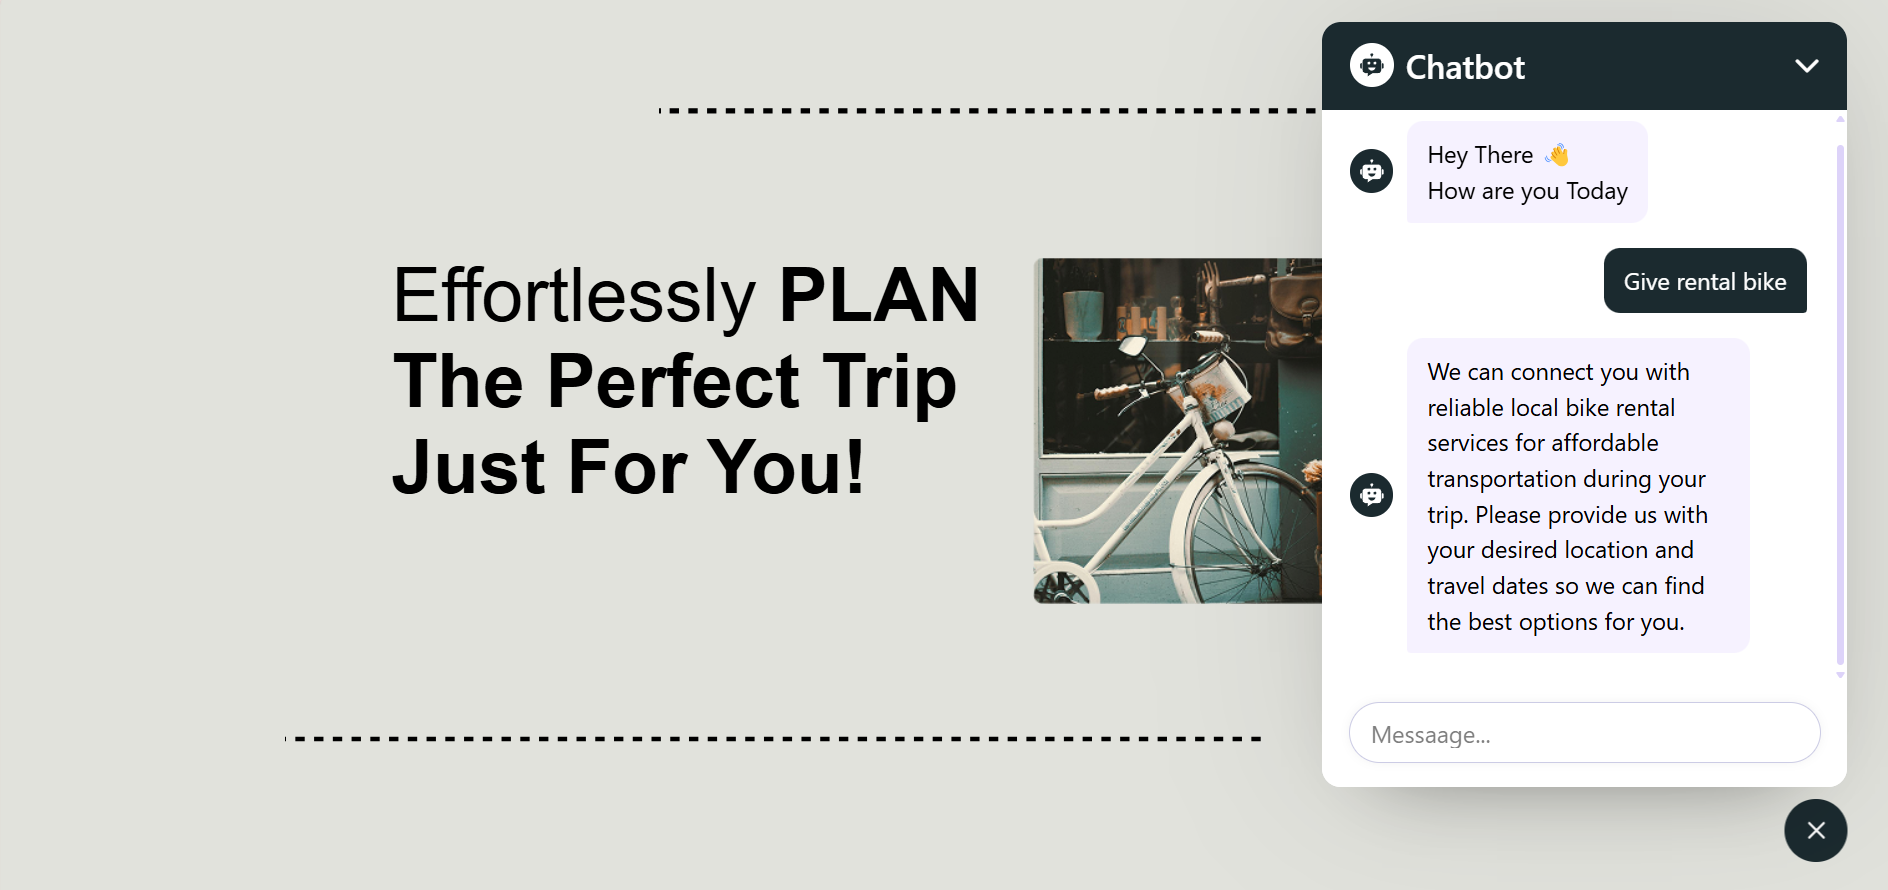 Effortlessly PLAN
The Perfect Trip
Just For You!
Chatbot
Hey There 👋
How are you Today
Give rental bike
We can connect you with
reliable local bike rental
services for affordable
transportation during your
trip. Please provide us with
your desired location and
travel dates so we can find
the best options for you.
Messaage...